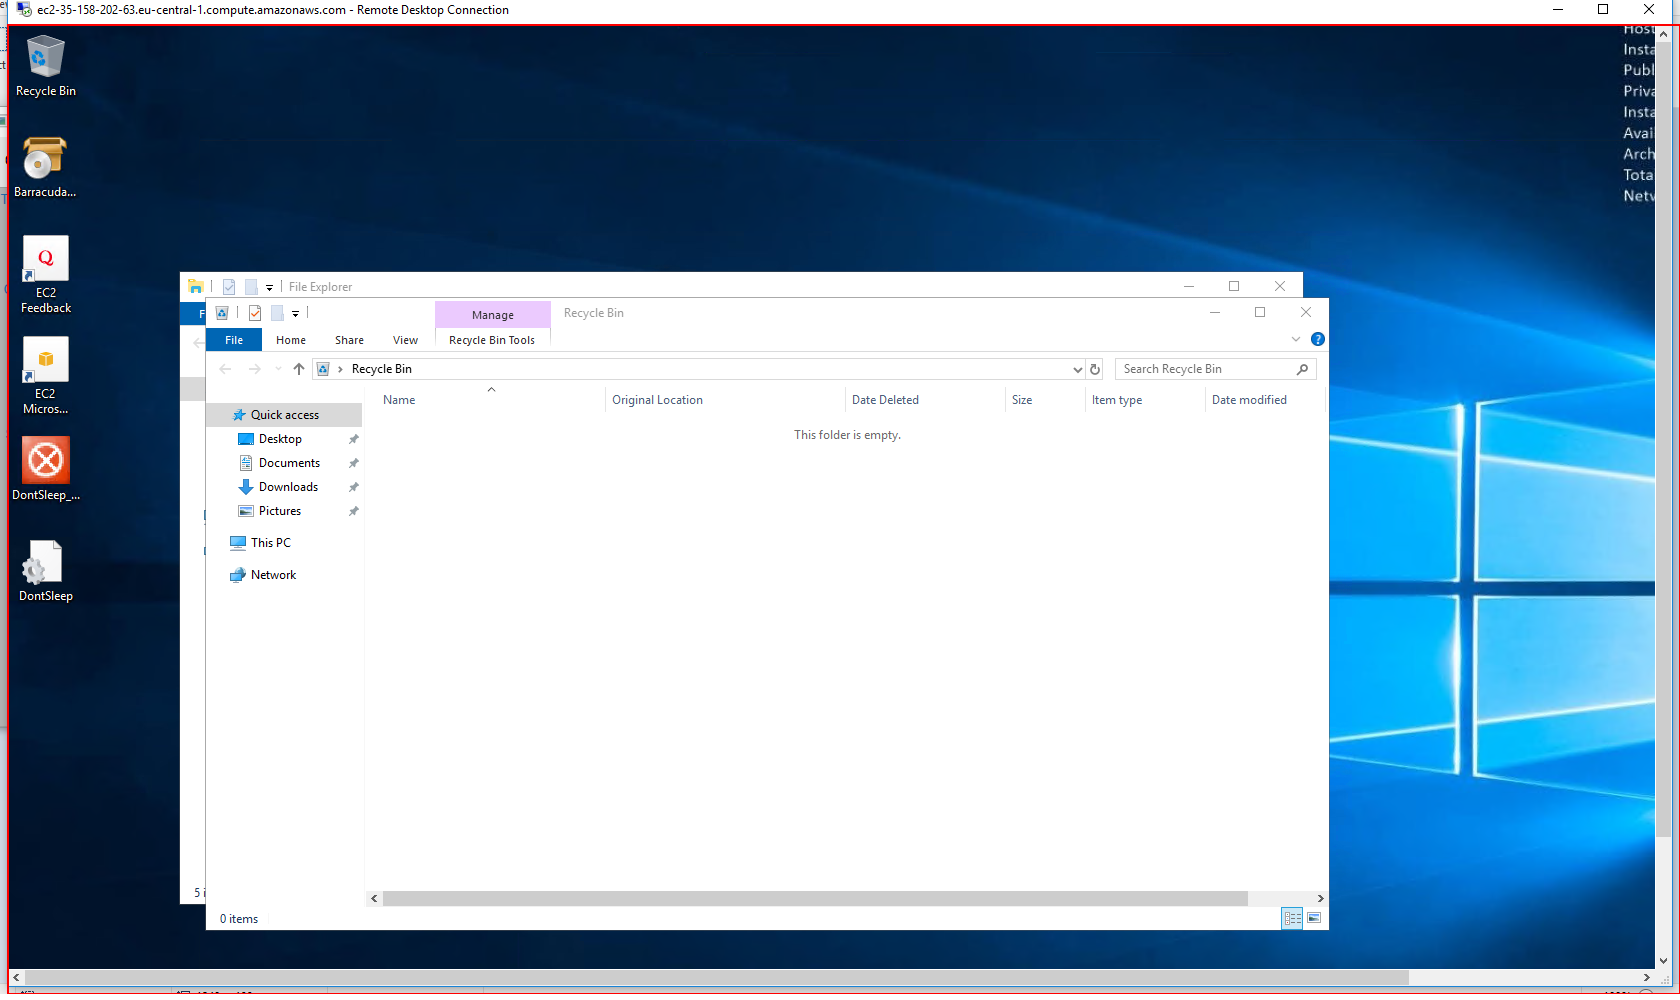 ec2-35-158-202-63.eu-central-1.compute.amazonaws.com - Remote Desktop Connection
Recycle Bin
Barracuda...
EC2
Feedback
EC2
Micros...
DontSleep_...
DontSleep
Host
Insta
Publ
Priva
Insta
Avai
Arch
Tota
Netw
File Explorer
F
Manage
Recycle Bin
File
Home
Share
View
Recycle Bin Tools
Recycle Bin
Search Recycle Bin
Name
Original Location
Date Deleted
Size
Item type
Date modified
This folder is empty.
Quick access
Desktop
Documents
Downloads
Pictures
This PC
Network
5 i
0 items